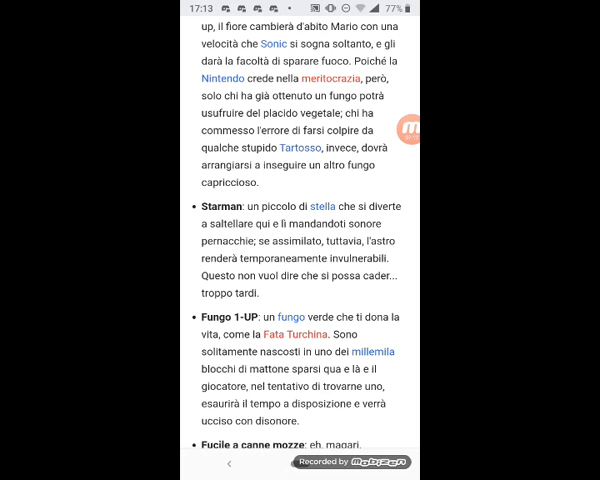 17:13 77%
up, il fiore cambierà d'abito Mario con una
velocità che Sonic si sogna soltanto, e gli
darà la facoltà di sparare fuoco. Poiché la
Nintendo crede nella meritocrazia, però,
solo chi ha già ottenuto un fungo potrà
usufruire del placido vegetale; chi ha
commesso l'errore di farsi colpire da
qualche stupido Tartosso, invece, dovrà
arrangiarsi a inseguire un altro fungo
capriccioso.
• Starman: un piccolo di stella che si diverte
a saltellare qui e lì mandandoti sonore
pernacchie; se assimilato, tuttavia, l'astro
renderà temporaneamente invulnerabili.
Questo non vuol dire che si possa cader...
troppo tardi.
• Fungo 1-UP: un fungo verde che ti dona la
vita, come la Fata Turchina. Sono
solitamente nascosti in uno dei millemila
blocchi di mattone sparsi qua e là e il
giocatore, nel tentativo di trovarne uno,
esaurirà il tempo a disposizione e verrà
ucciso con disonore.
• Fucile a canne mozze: eh, magari.
Recorded by mobizen